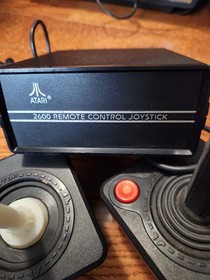 ATARI®
2600 REMOTE CONTROL JOYSTICK